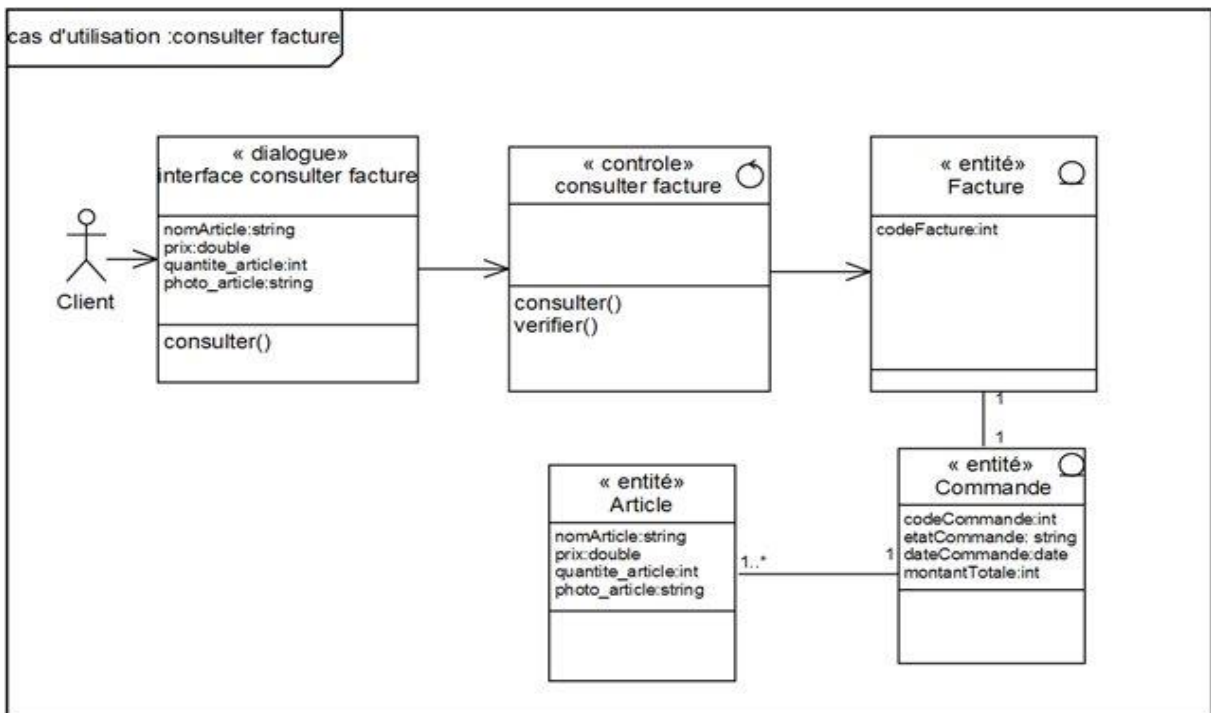 cas d'utilisation :consulter facture
« dialogue»
interface consulter facture
nomArticle:string
prix:double
quantite_article:int
photo_article:string
consulter()
Client
« controle»
consulter facture
consulter()
verifier()
« entité»
Facture
codeFacture:int
1
1
« entité»
Commande
codeCommande:int
etatCommande: string
dateCommande:date
montantTotale:int
1
1..*
« entité»
Article
nomArticle:string
prix:double
quantite_article:int
photo_article:string